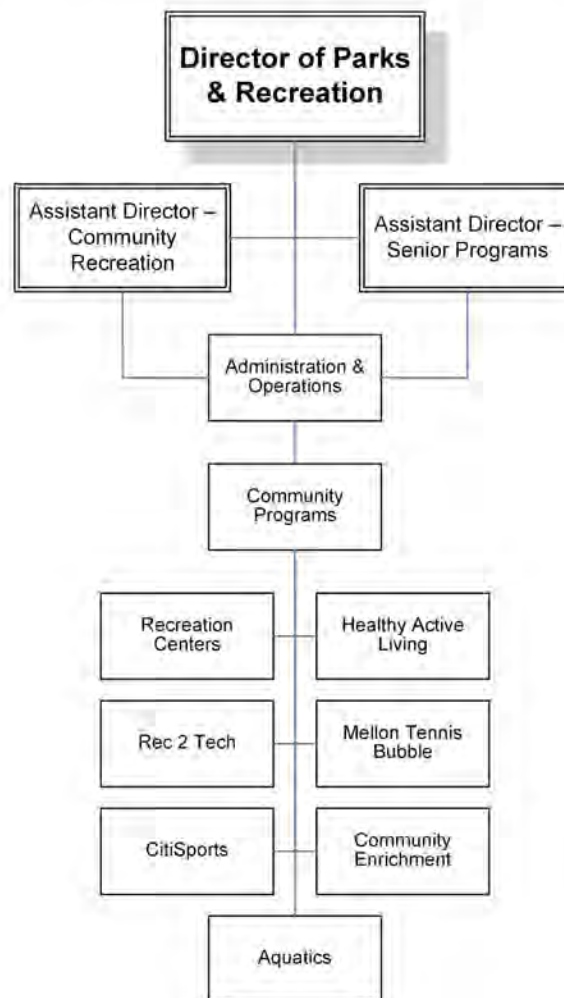 Director of Parks
& Recreation
Assistant Director –
Community
Recreation
Assistant Director –
Senior Programs
Administration &
Operations
Community
Programs
Recreation
Centers
Healthy Active
Living
Rec 2 Tech
Mellon Tennis
Bubble
CitiSports
Community
Enrichment
Aquatics